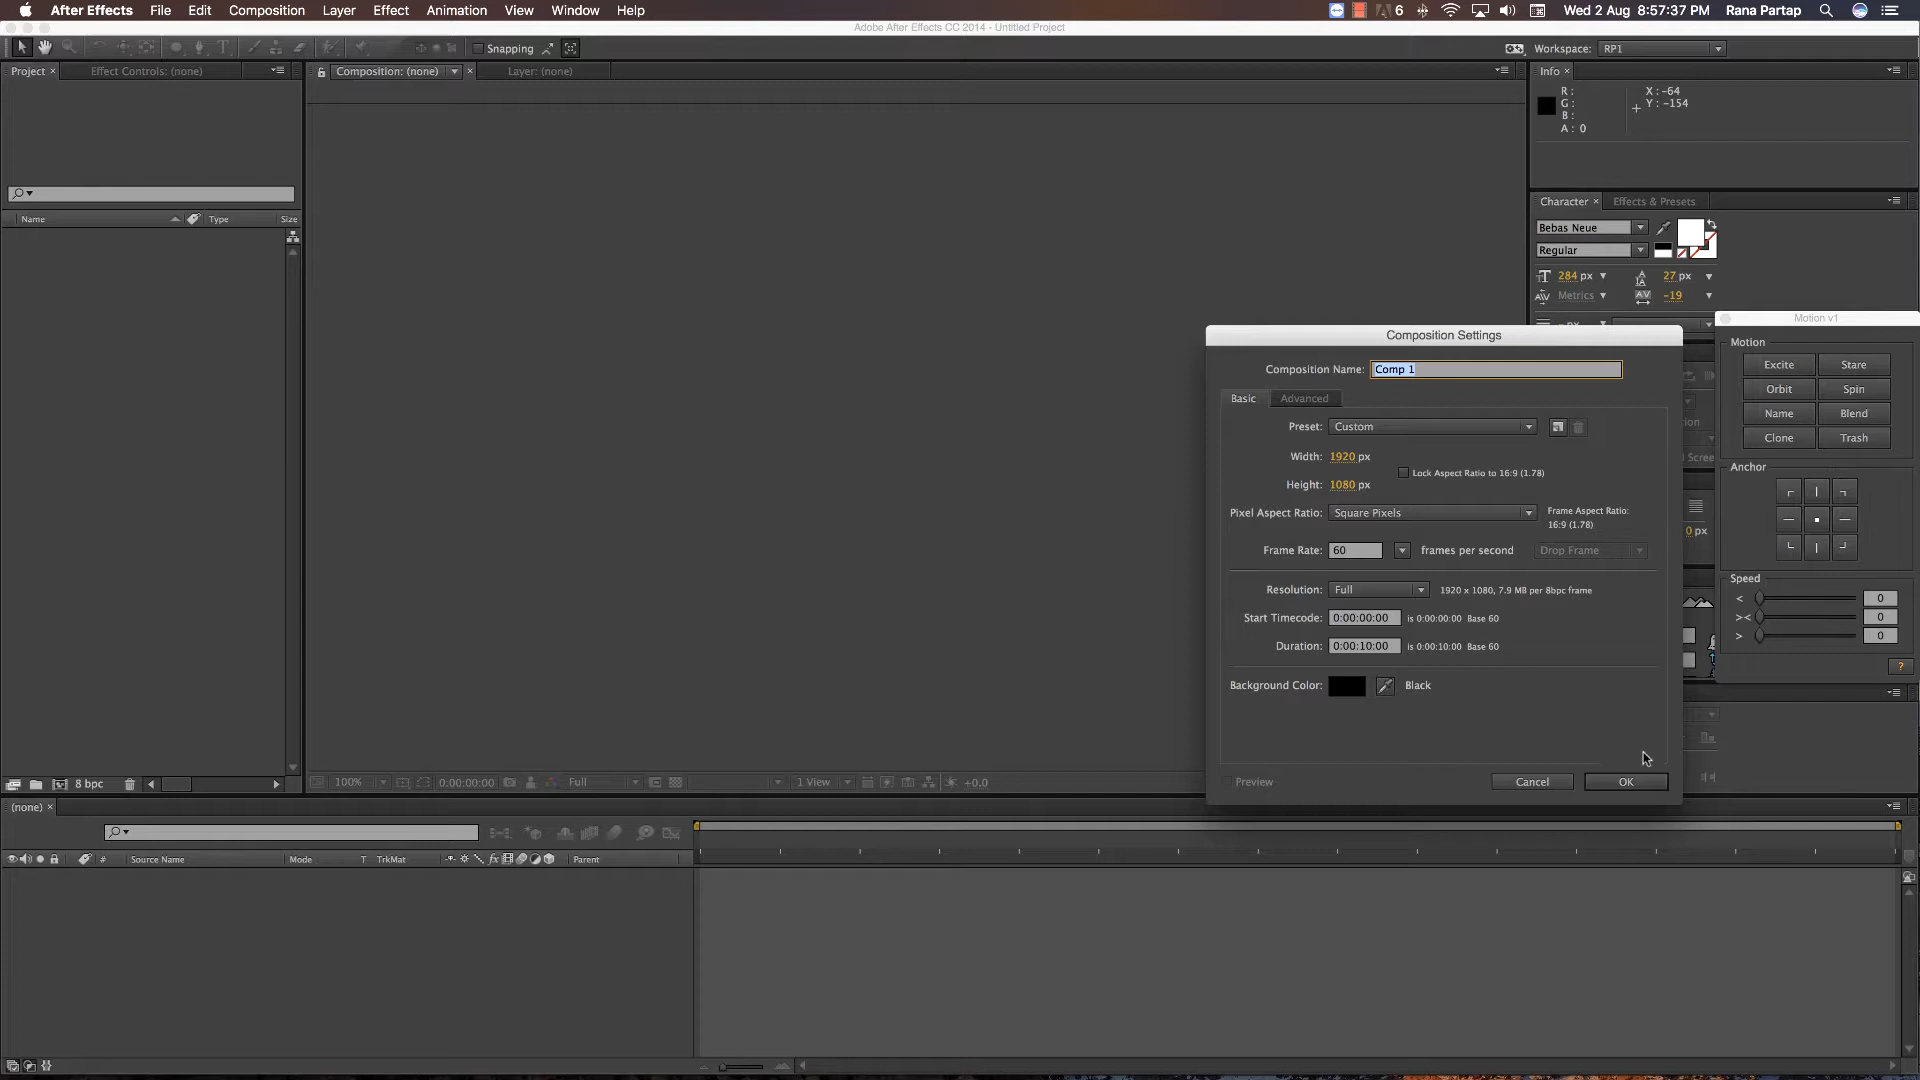 After Effects File Edit Composition Layer Effect Animation View Window Help 6 Wed 2 Aug 8:57:37 PM Rana Partap
Adobe After Effects CC 2014 - Untitled Project
Snapping Workspace: RP1
Project × Effect Controls: (none) Composition: (none) × Layer: (none) Info ×
R : X : -64
G : Y : -154
B :
A : 0
Name Type Size
Character × Effects & Presets
Bebas Neue
Regular
284 px 27 px
Metrics -19
Motion v1
Composition Settings
Motion
Composition Name: Comp 1
Excite Stare
Basic Advanced
Orbit Spin
Name Blend
Preset: Custom
Clone Trash
Width: 1920 px
Lock Aspect Ratio to 16:9 (1.78)
Anchor
Height: 1080 px
Pixel Aspect Ratio: Square Pixels Frame Aspect Ratio:
16:9 (1.78)
0 px
Frame Rate: 60 frames per second Drop Frame
Speed
Resolution: Full 1920 x 1080, 7.9 MB per 8bpc frame
< 0
Start Timecode: 0:00:00:00 is 0:00:00:00 Base 60
>< 0
> 0
Duration: 0:00:10:00 is 0:00:10:00 Base 60
?
Background Color: Black
Preview Cancel OK
8 bpc 100% 0:00:00:00 Full 1 View +0.0
(none) ×
# Source Name Mode T TrkMat fx Parent